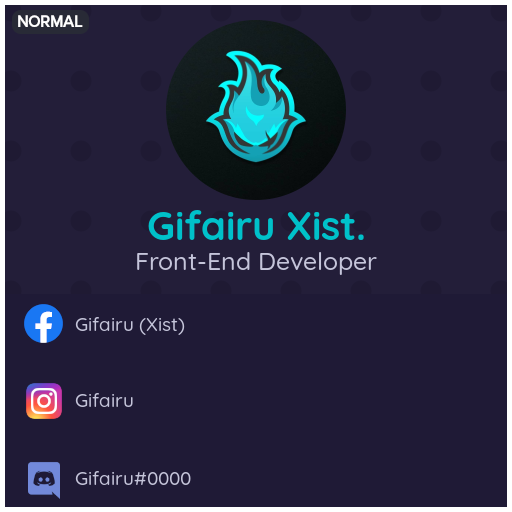 NORMAL
Gifairu Xist.
Front-End Developer
Gifairu (Xist)
Gifairu
Gifairu#0000